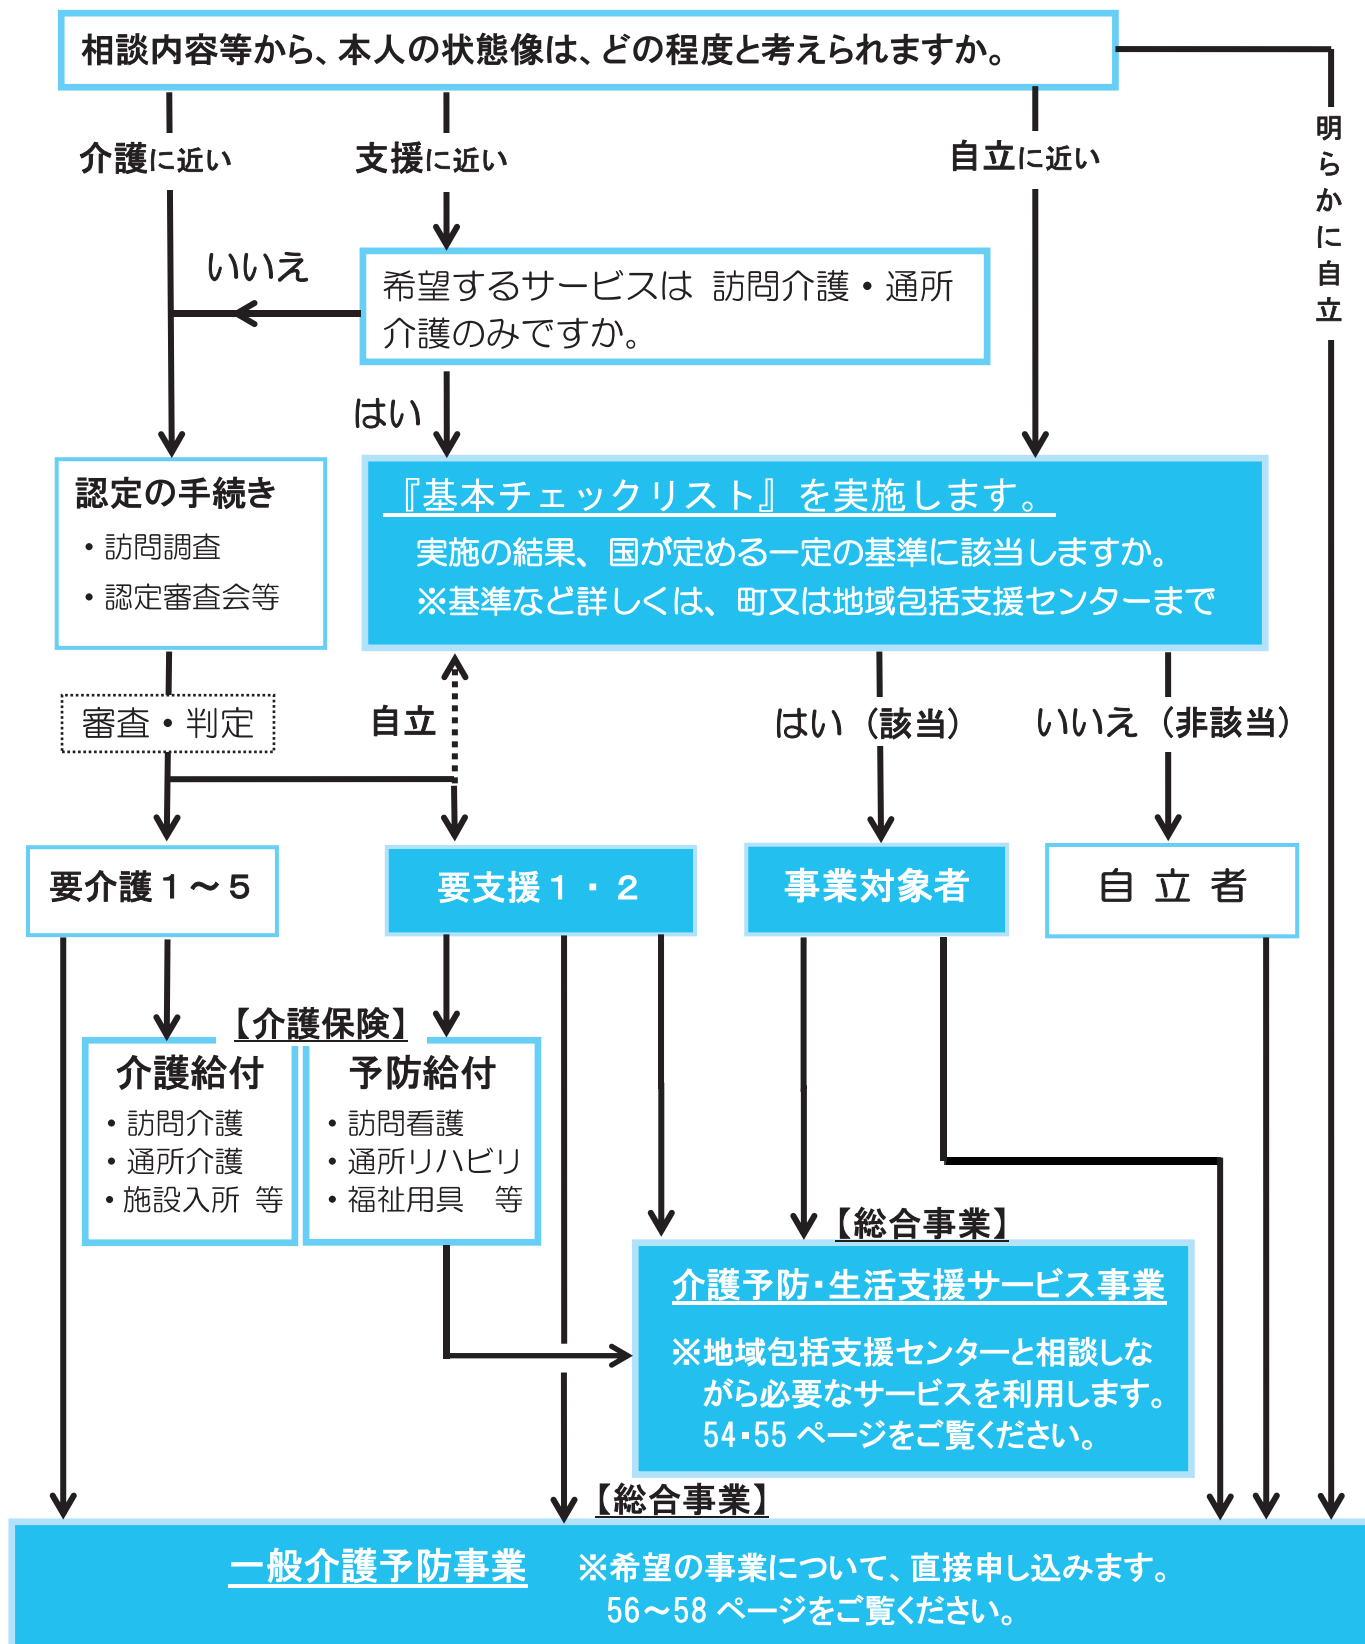 相談内容等から、本人の状態像は、どの程度と考えられますか。
介護に近い
支援に近い
自立に近い
明らかに自立
いいえ
希望するサービスは 訪問介護・通所
介護のみですか。
はい
認定の手続き
・訪問調査
・認定審査会等
『基本チェックリスト』を実施します。
実施の結果、国が定める一定の基準に該当しますか。
※基準など詳しくは、町又は地域包括支援センターまで
審査・判定
自立
はい（該当）
いいえ（非該当）
要介護１～５
要支援１・２
事業対象者
自 立 者
【介護保険】
介護給付
・訪問介護
・通所介護
・施設入所 等
予防給付
・訪問看護
・通所リハビリ
・福祉用具　等
【総合事業】
介護予防・生活支援サービス事業
※地域包括支援センターと相談しな
がら必要なサービスを利用します。
54・55 ページをご覧ください。
【総合事業】
一般介護予防事業　※希望の事業について、直接申し込みます。
56～58 ページをご覧ください。